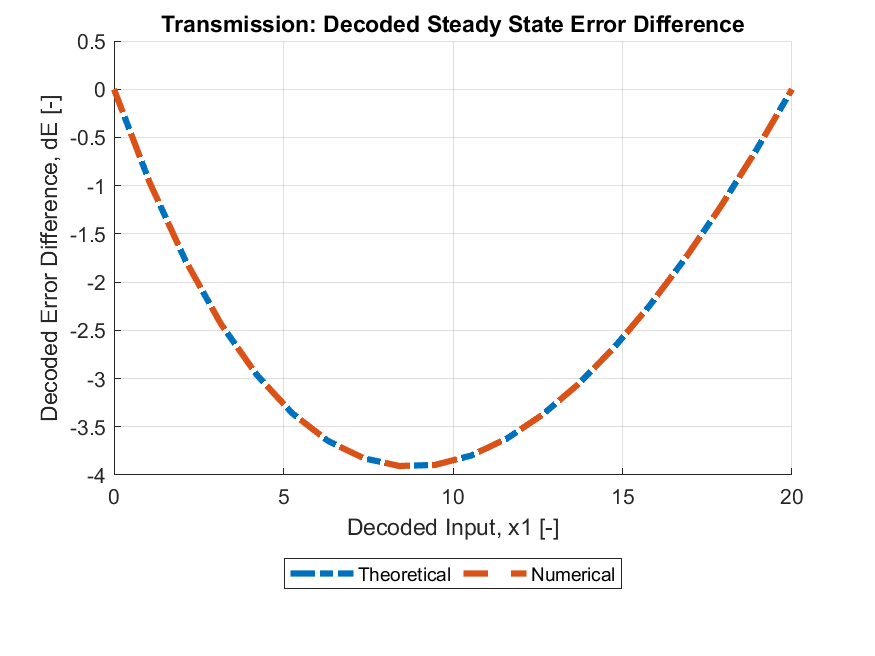 Transmission: Decoded Steady State Error Difference
Decoded Error Difference, dE [-]
0.5
0
-0.5
-1
-1.5
-2
-2.5
-3
-3.5
-4
0 5 10 15 20
Decoded Input, x1 [-]
Theoretical Numerical